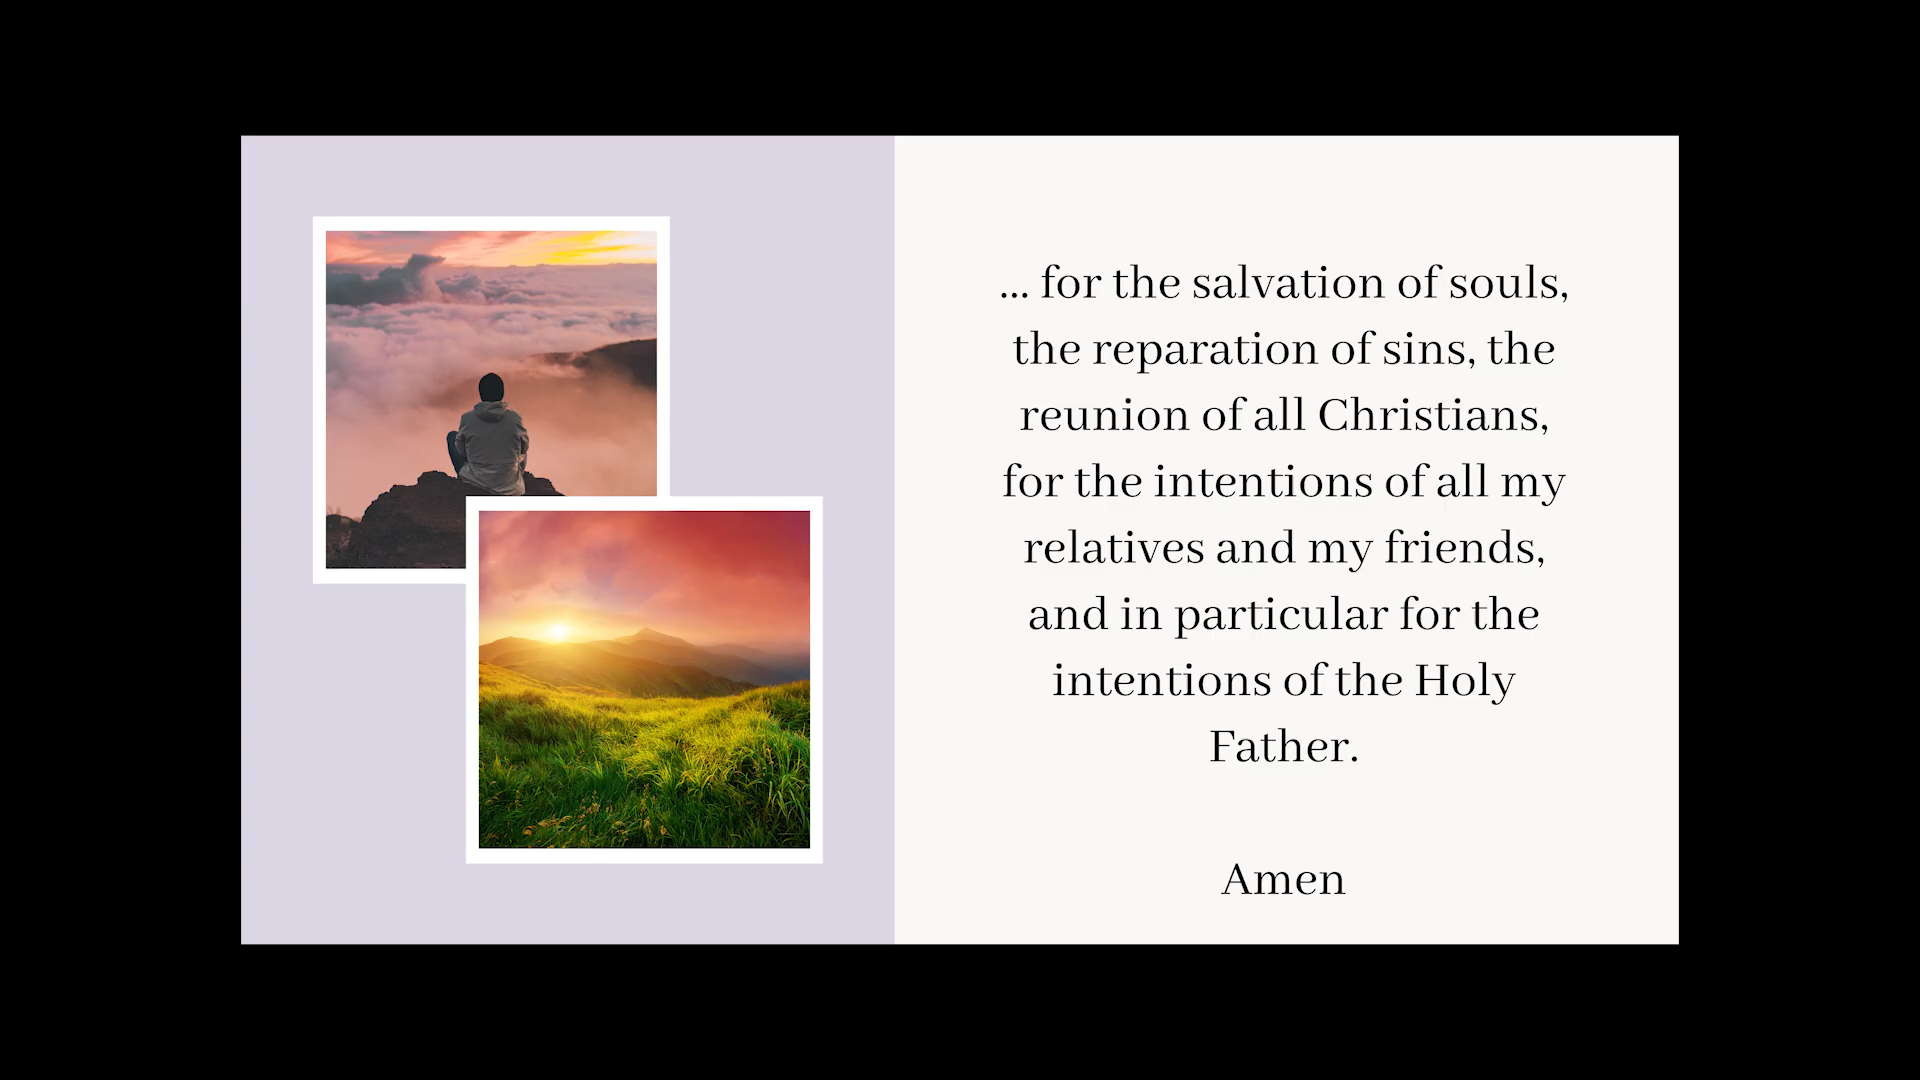 ... for the salvation of souls,
the reparation of sins, the
reunion of all Christians,
for the intentions of all my
relatives and my friends,
and in particular for the
intentions of the Holy
Father.
Amen